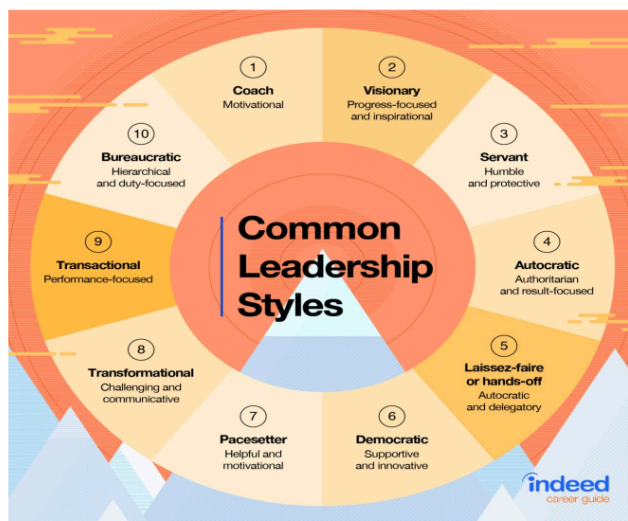 Common
Leadership
Styles
1
Coach
Motivational
2
Visionary
Progress-focused
and inspirational
3
Servant
Humble
and protective
4
Autocratic
Authoritarian
and result-focused
5
Laissez-faire
or hands-off
Autocratic
and delegatory
6
Democratic
Supportive
and innovative
7
Pacesetter
Helpful and
motivational
8
Transformational
Challenging and
communicative
9
Transactional
Performance-focused
10
Bureaucratic
Hierarchical
and duty-focused
indeed
career guide